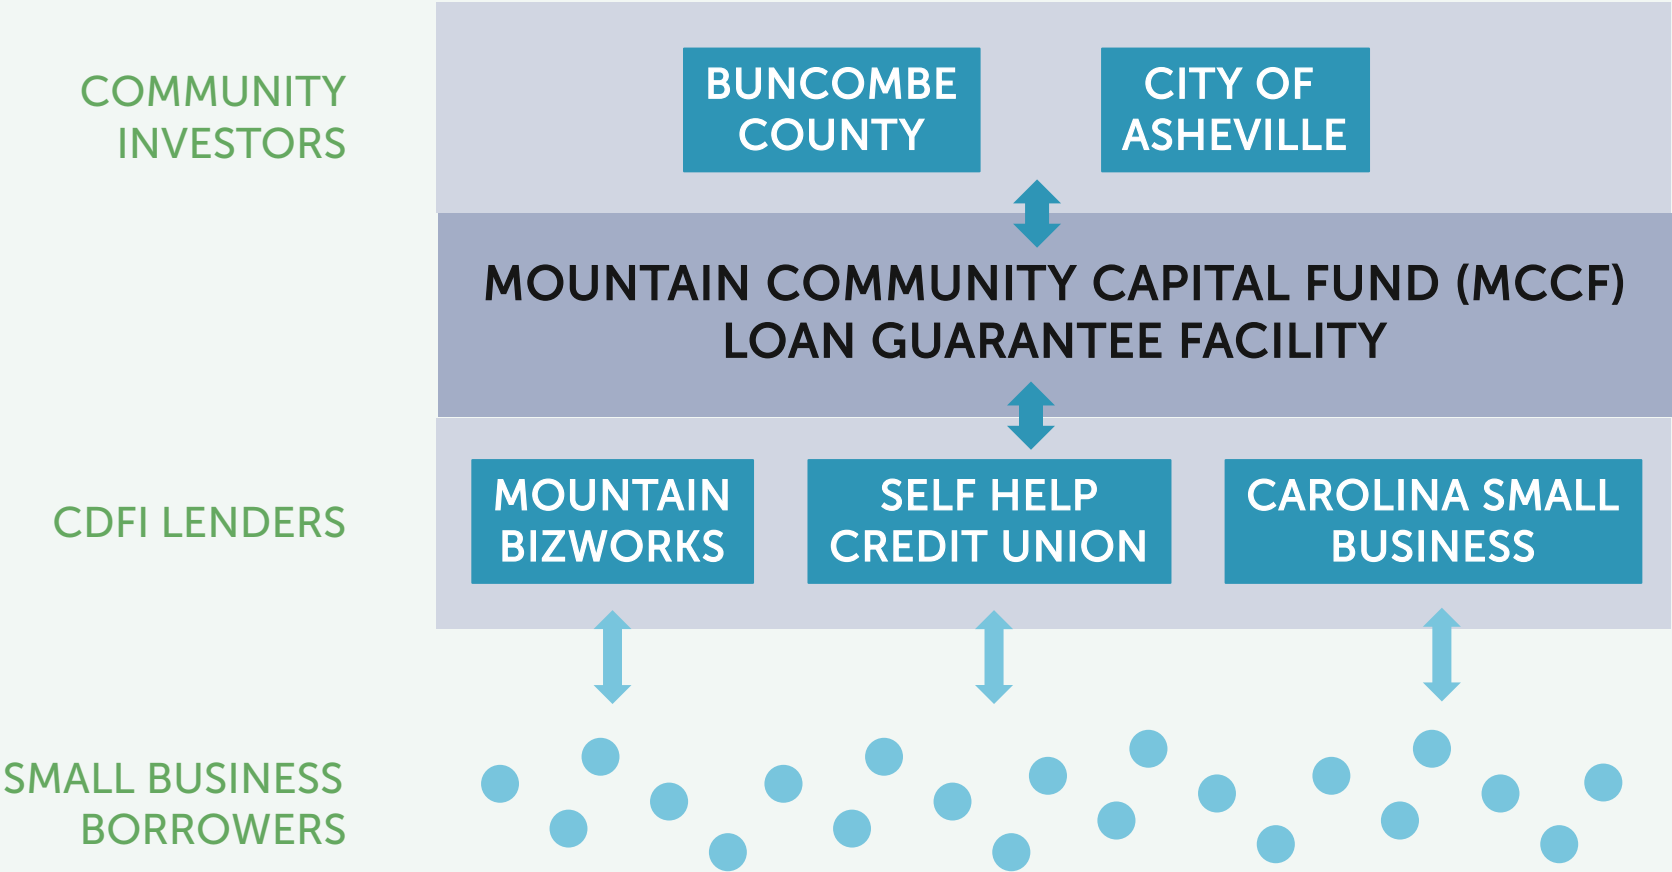 COMMUNITY
INVESTORS
BUNCOMBE
COUNTY
CITY OF
ASHEVILLE
MOUNTAIN COMMUNITY CAPITAL FUND (MCCF)
LOAN GUARANTEE FACILITY
CDFI LENDERS
MOUNTAIN
BIZWORKS
SELF HELP
CREDIT UNION
CAROLINA SMALL
BUSINESS
SMALL BUSINESS
BORROWERS